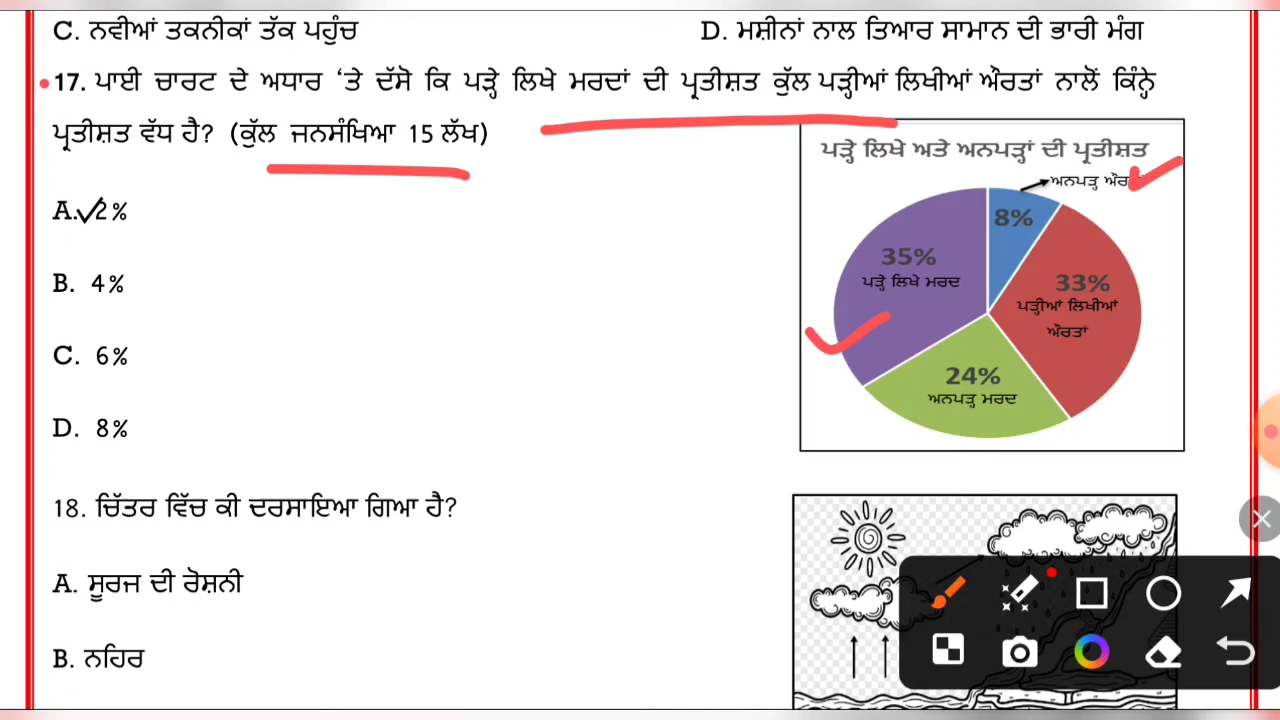 C. ਨਵੀਆਂ ਤਕਨੀਕਾਂ ਤੱਕ ਪਹੁੰਚ
D. ਮਸ਼ੀਨਾਂ ਨਾਲ ਤਿਆਰ ਸਾਮਾਨ ਦੀ ਭਾਰੀ ਮੰਗ
17. ਪਾਈ ਚਾਰਟ ਦੇ ਅਧਾਰ ‘ਤੇ ਦੱਸੋ ਕਿ ਪੜ੍ਹੇ ਲਿਖੇ ਮਰਦਾਂ ਦੀ ਪ੍ਰਤੀਸ਼ਤ ਕੁੱਲ ਪੜ੍ਹੀਆਂ ਲਿਖੀਆਂ ਔਰਤਾਂ ਨਾਲੋਂ ਕਿੰਨ੍ਹੇ
ਪ੍ਰਤੀਸ਼ਤ ਵੱਧ ਹੈ? (ਕੁੱਲ ਜਨਸੰਖਿਆ 15 ਲੱਖ)
A. 2%
B. 4%
C. 6%
D. 8%
ਪੜ੍ਹੇ ਲਿਖੇ ਅਤੇ ਅਨਪੜ੍ਹਾਂ ਦੀ ਪ੍ਰਤੀਸ਼ਤ
ਅਨਪੜ੍ਹ
8%
35%
ਪੜ੍ਹੇ ਲਿਖੇ ਮਰਦ
33%
ਪੜ੍ਹੀਆਂ ਲਿਖੀਆਂ
ਔਰਤਾਂ
24%
ਅਨਪੜ੍ਹ ਮਰਦ
18. ਚਿੱਤਰ ਵਿੱਚ ਕੀ ਦਰਸਾਇਆ ਗਿਆ ਹੈ?
A. ਸੂਰਜ ਦੀ ਰੋਸ਼ਨੀ
B. ਨਹਿਰ